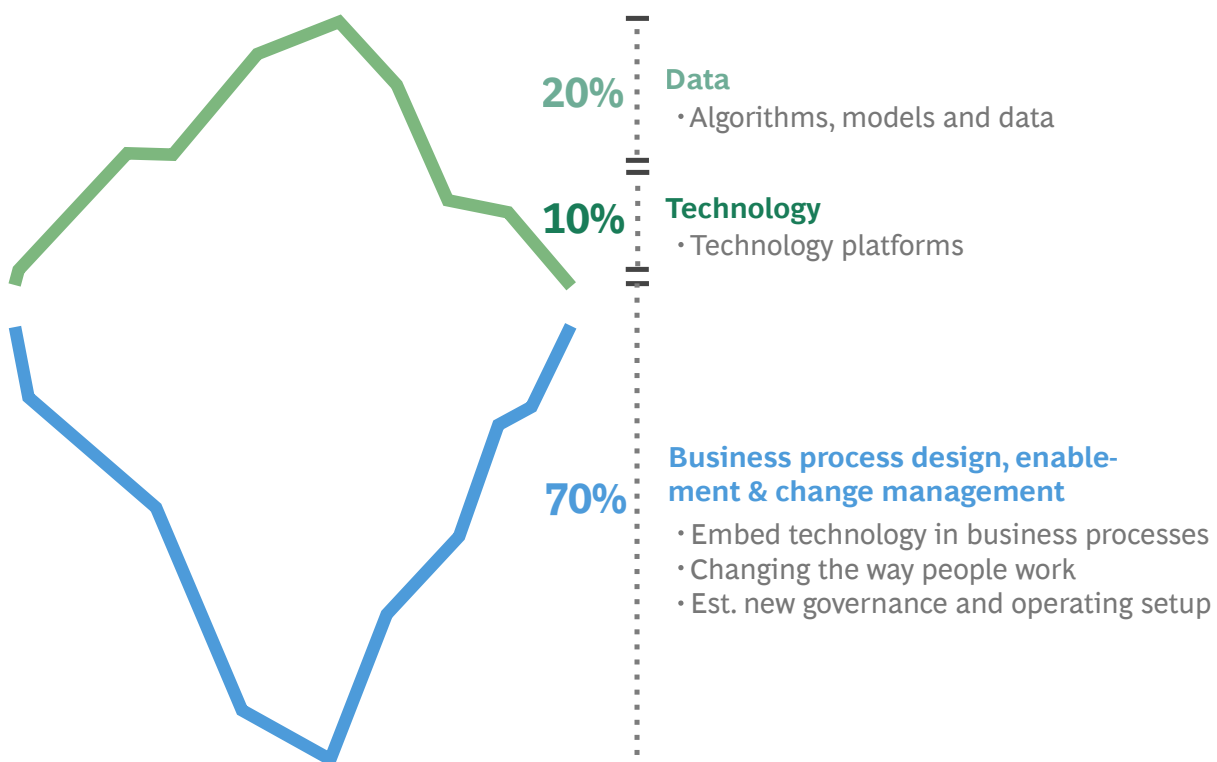 20%
Data
· Algorithms, models and data
10%
Technology
· Technology platforms
70%
Business process design, enable-
ment & change management
· Embed technology in business processes
· Changing the way people work
· Est. new governance and operating setup